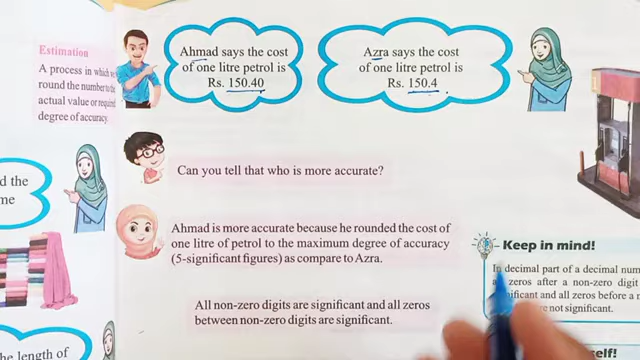 Estimation
A process in which we
round the number to the
actual value or required
degree of accuracy.
Ahmad says the cost
of one litre petrol is
Rs. 150.40
Azra says the cost
of one litre petrol is
Rs. 150.4
Can you tell that who is more accurate?
d the
me
Ahmad is more accurate because he rounded the cost of
one litre of petrol to the maximum degree of accuracy
(5-significant figures) as compare to Azra.
Keep in mind!
In decimal part of a decimal num
zeros after a non-zero digit
significant and all zeros before a n
are not significant.
All non-zero digits are significant and all zeros
between non-zero digits are significant.
he length of
self!